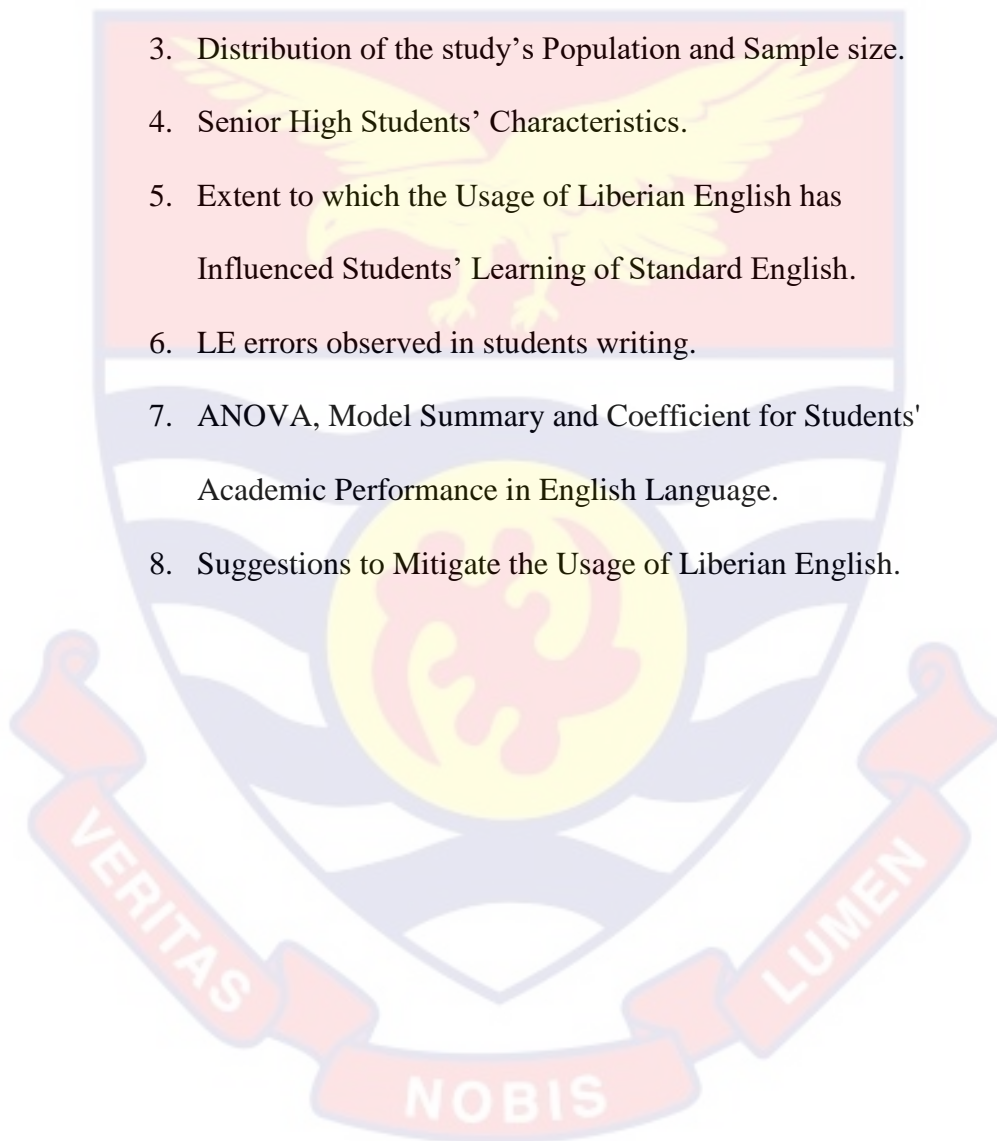 3. Distribution of the study’s Population and Sample size.
4. Senior High Students’ Characteristics.
5. Extent to which the Usage of Liberian English has
Influenced Students’ Learning of Standard English.
6. LE errors observed in students writing.
7. ANOVA, Model Summary and Coefficient for Students'
Academic Performance in English Language.
8. Suggestions to Mitigate the Usage of Liberian English.
VERITAS
NOBIS
LUMEN